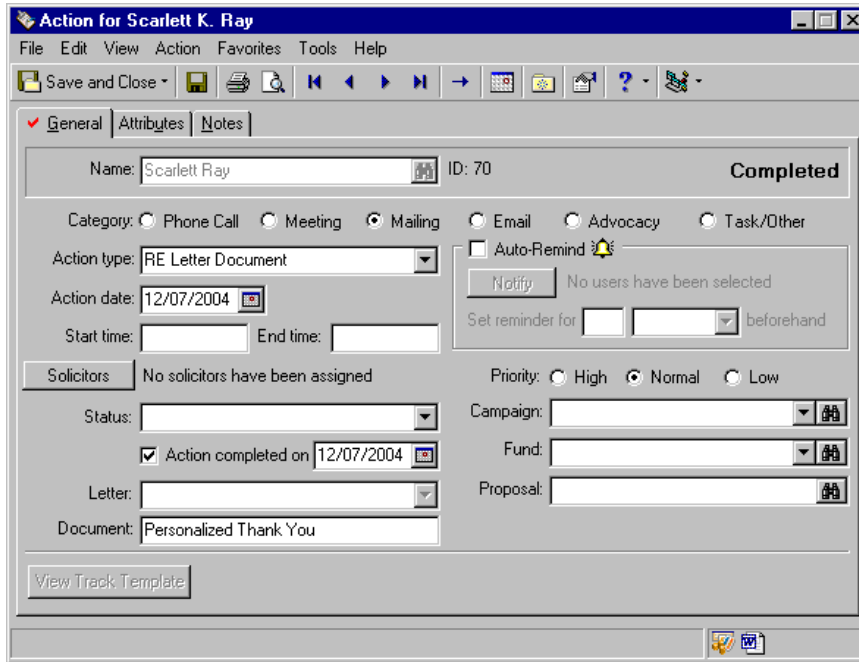 Action for Scarlett K. Ray
File Edit View Action Favorites Tools Help
Save and Close
General Attributes Notes
Name: Scarlett Ray ID: 70 Completed
Category: Phone Call Meeting Mailing Email Advocacy Task/Other
Action type: RE Letter Document Auto-Remind
Notify No users have been selected
Action date: 12/07/2004
Set reminder for beforehand
Start time: End time:
Solicitors No solicitors have been assigned Priority: High Normal Low
Status: Campaign:
Action completed on 12/07/2004 Fund:
Letter: Proposal:
Document: Personalized Thank You
View Track Template